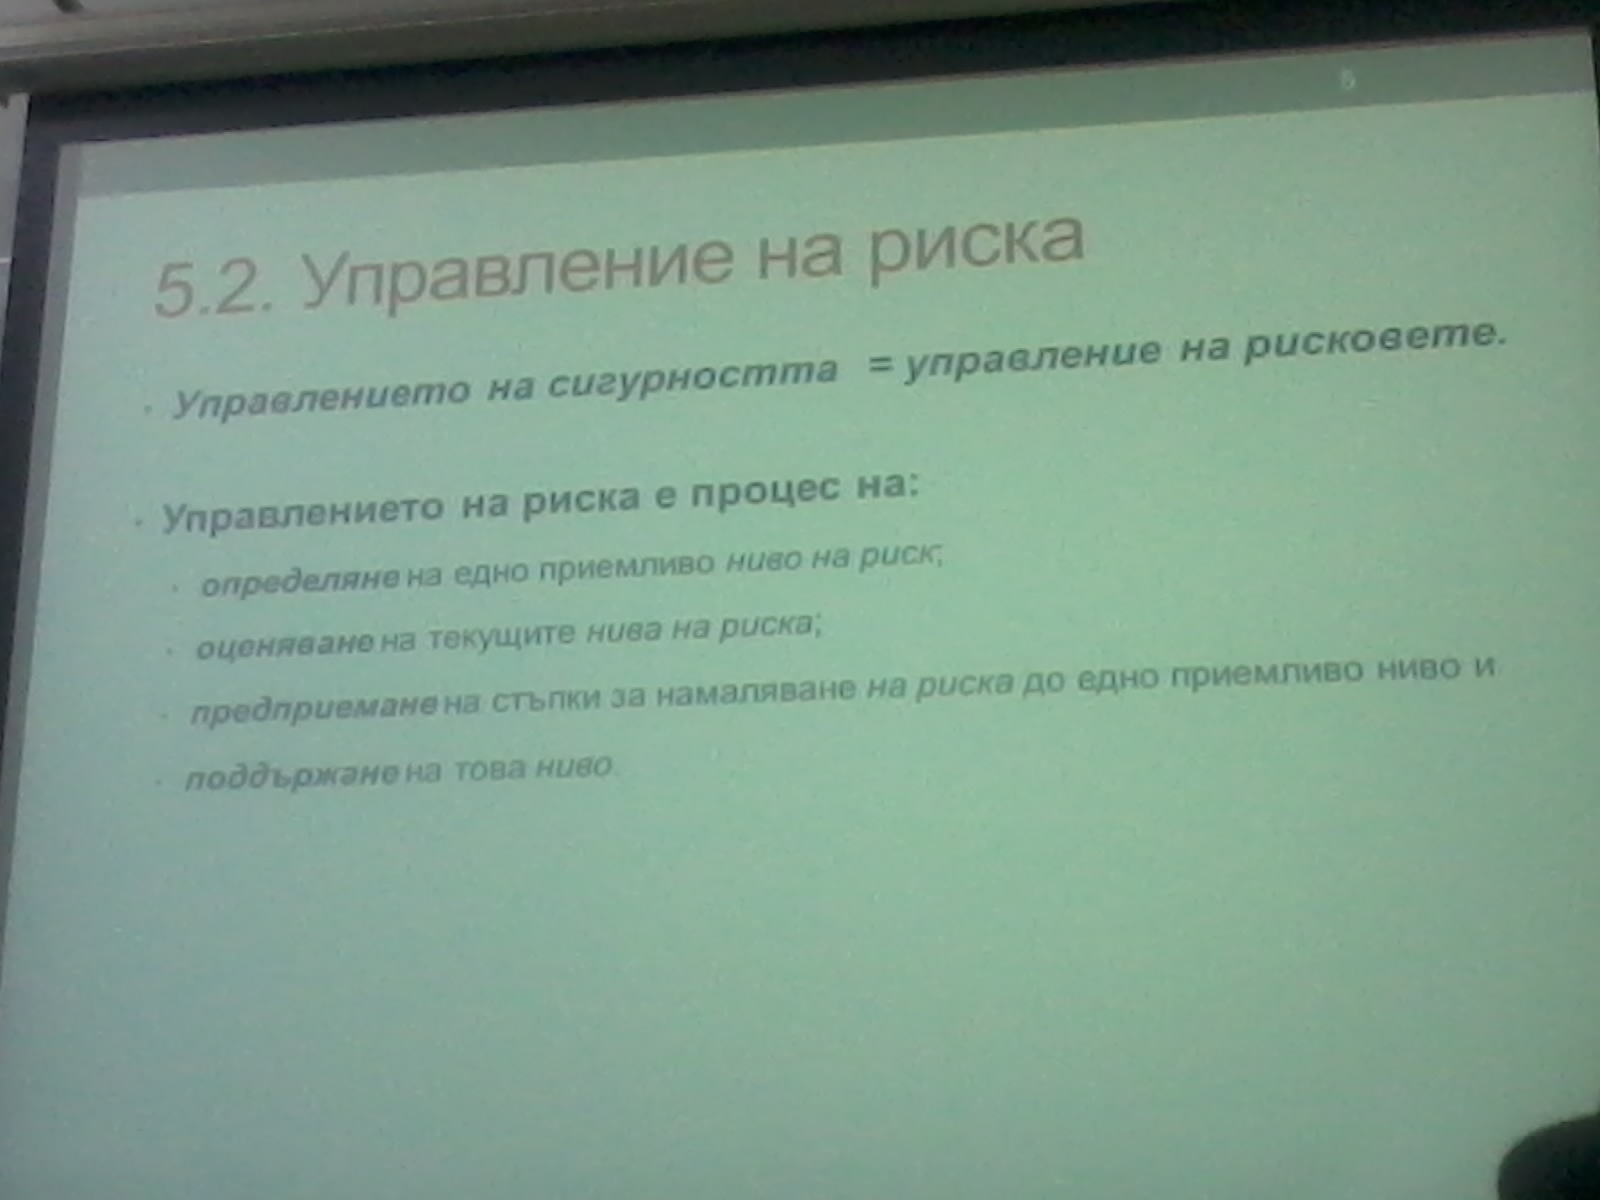 5
5.2. Управление на риска
· Управлението на сигурността = управление на рисковете.
· Управлението на риска е процес на:
· определяне на едно приемливо ниво на риск;
· оценяване на текущите нива на риска;
· предприемане на стъпки за намаляване на риска до едно приемливо ниво и
· поддържане на това ниво.